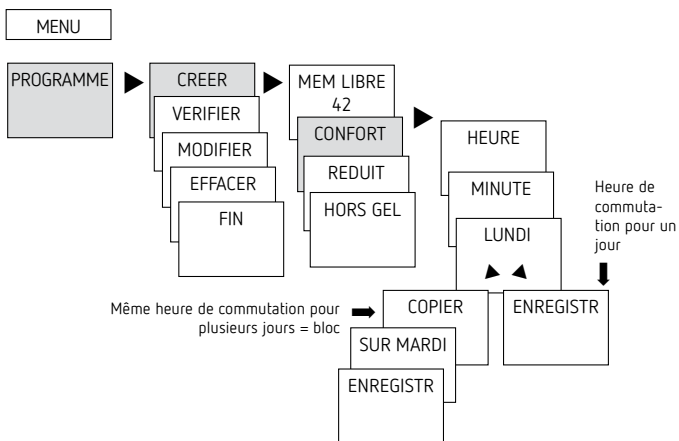 MENU
PROGRAMME
CREER
VERIFIER
MODIFIER
EFFACER
FIN
MEM LIBRE
42
CONFORT
REDUIT
HORS GEL
HEURE
MINUTE
LUNDI
Heure de
commuta-
tion pour un
jour
Même heure de commutation pour
plusieurs jours = bloc
COPIER
SUR MARDI
ENREGISTR
ENREGISTR